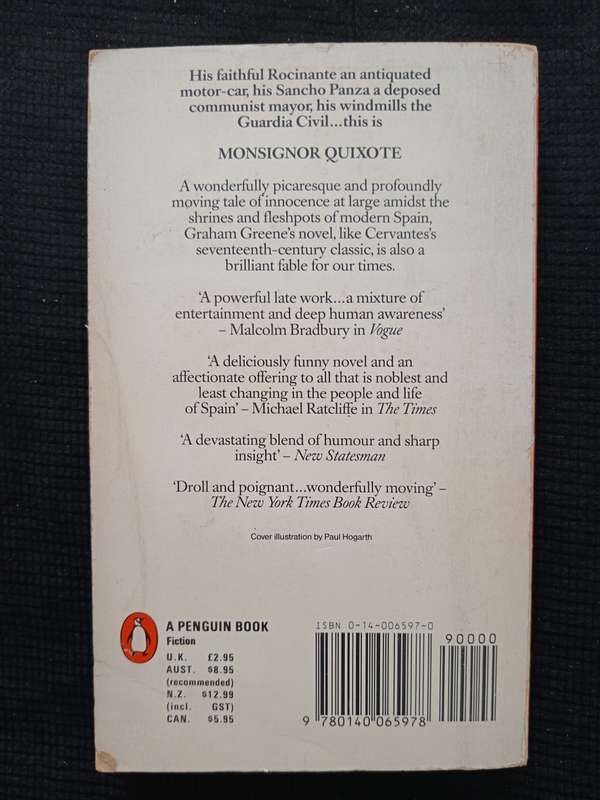 His faithful Rocinante an antiquated
motor-car, his Sancho Panza a deposed
communist mayor, his windmills the
Guardia Civil...this is
MONSIGNOR QUIXOTE
A wonderfully picaresque and profoundly
moving tale of innocence at large amidst the
shrines and fleshpots of modern Spain,
Graham Greene's novel, like Cervantes's
seventeenth-century classic, is also a
brilliant fable for our times.
‘A powerful late work...a mixture of
entertainment and deep human awareness’
– Malcolm Bradbury in Vogue
‘A deliciously funny novel and an
affectionate offering to all that is noblest and
least changing in the people and life
of Spain’ – Michael Ratcliffe in The Times
‘A devastating blend of humour and sharp
insight’ – New Statesman
‘Droll and poignant...wonderfully moving’ –
The New York Times Book Review
Cover illustration by Paul Hogarth
A PENGUIN BOOK
Fiction
U.K. £2.95
AUST. $8.95
(recommended)
N.Z. $12.99
(incl. GST)
CAN. $5.95
ISBN 0-14-006597-0
90000
9 780140 065978